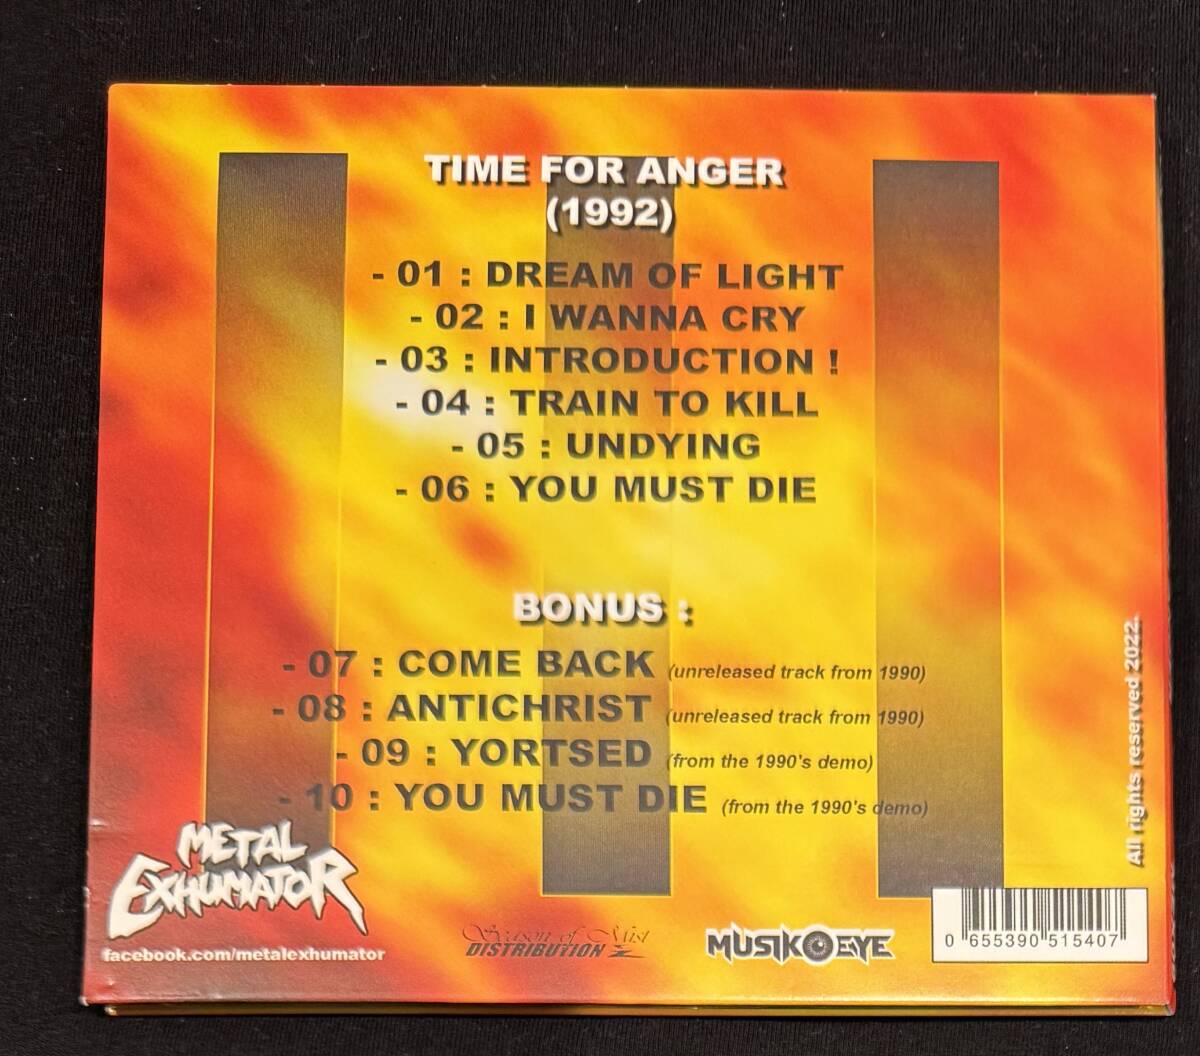 TIME FOR ANGER
(1992)
- 01 : DREAM OF LIGHT
- 02 : I WANNA CRY
- 03 : INTRODUCTION !
- 04 : TRAIN TO KILL
- 05 : UNDYING
- 06 : YOU MUST DIE
BONUS :
- 07 : COME BACK (unreleased track from 1990)
- 08 : ANTICHRIST (unreleased track from 1990)
- 09 : YORTSED (from the 1990's demo)
- 10 : YOU MUST DIE (from the 1990's demo)
All rights reserved 2022.
METAL
EXHUMATOR
facebook.com/metalexhumator
Season of Mist
DISTRIBUTION
MUSIKEYE
0 655390 515407